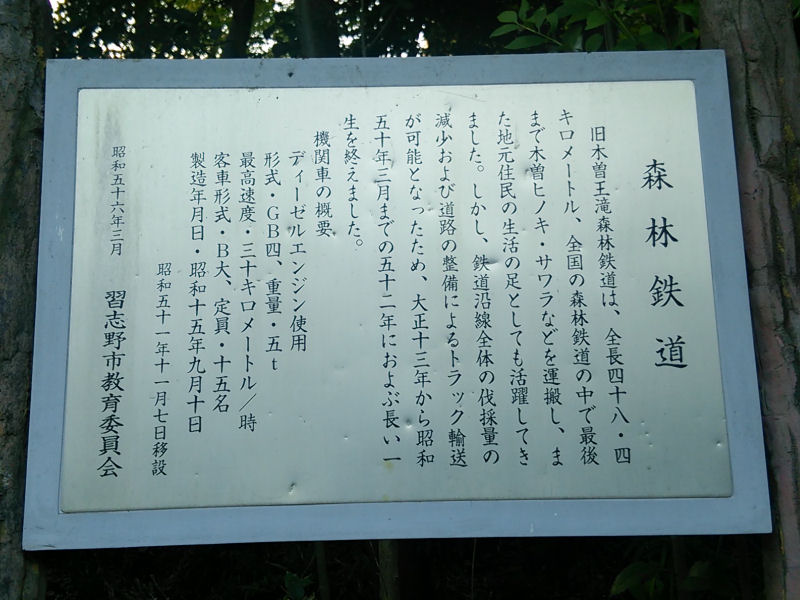 森林鉄道
旧木曽王滝森林鉄道は、全長四十八・四
キロメートル、全国の森林鉄道の中で最後
まで木曽ヒノキ・サワラなどを運搬し、ま
た地元住民の生活の足としても活躍してき
ました。しかし、鉄道沿線全体の伐採量の
減少および道路の整備によるトラック輸送
が可能となったため、大正十三年から昭和
五十年三月までの五十二年におよぶ長い一
生を終えました。
機関車の概要
ディーゼルエンジン使用
形式・GB四、重量・五t
最高速度・三十キロメートル／時
客車形式・B大、定員・十五名
製造年月日・昭和十五年九月十日
昭和五十一年十一月七日移設
昭和五十六年三月 習志野市教育委員会